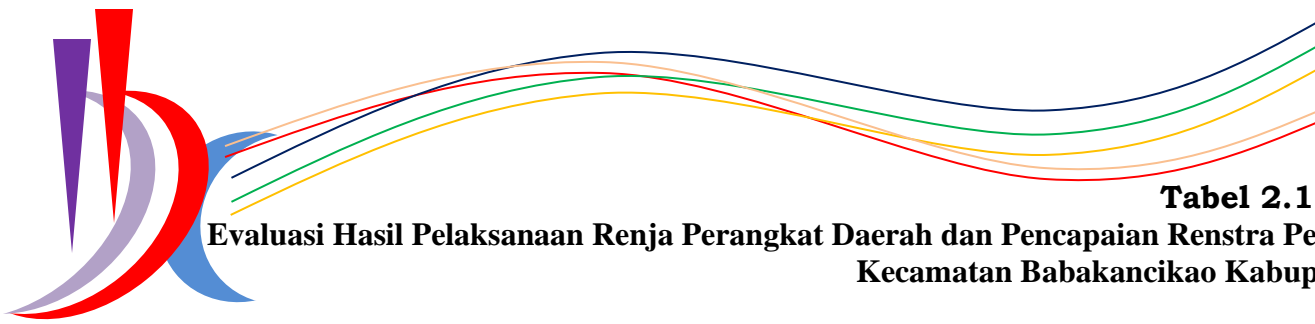 Tabel 2.1
Evaluasi Hasil Pelaksanaan Renja Perangkat Daerah dan Pencapaian Renstra Pe
Kecamatan Babakancikao Kabup